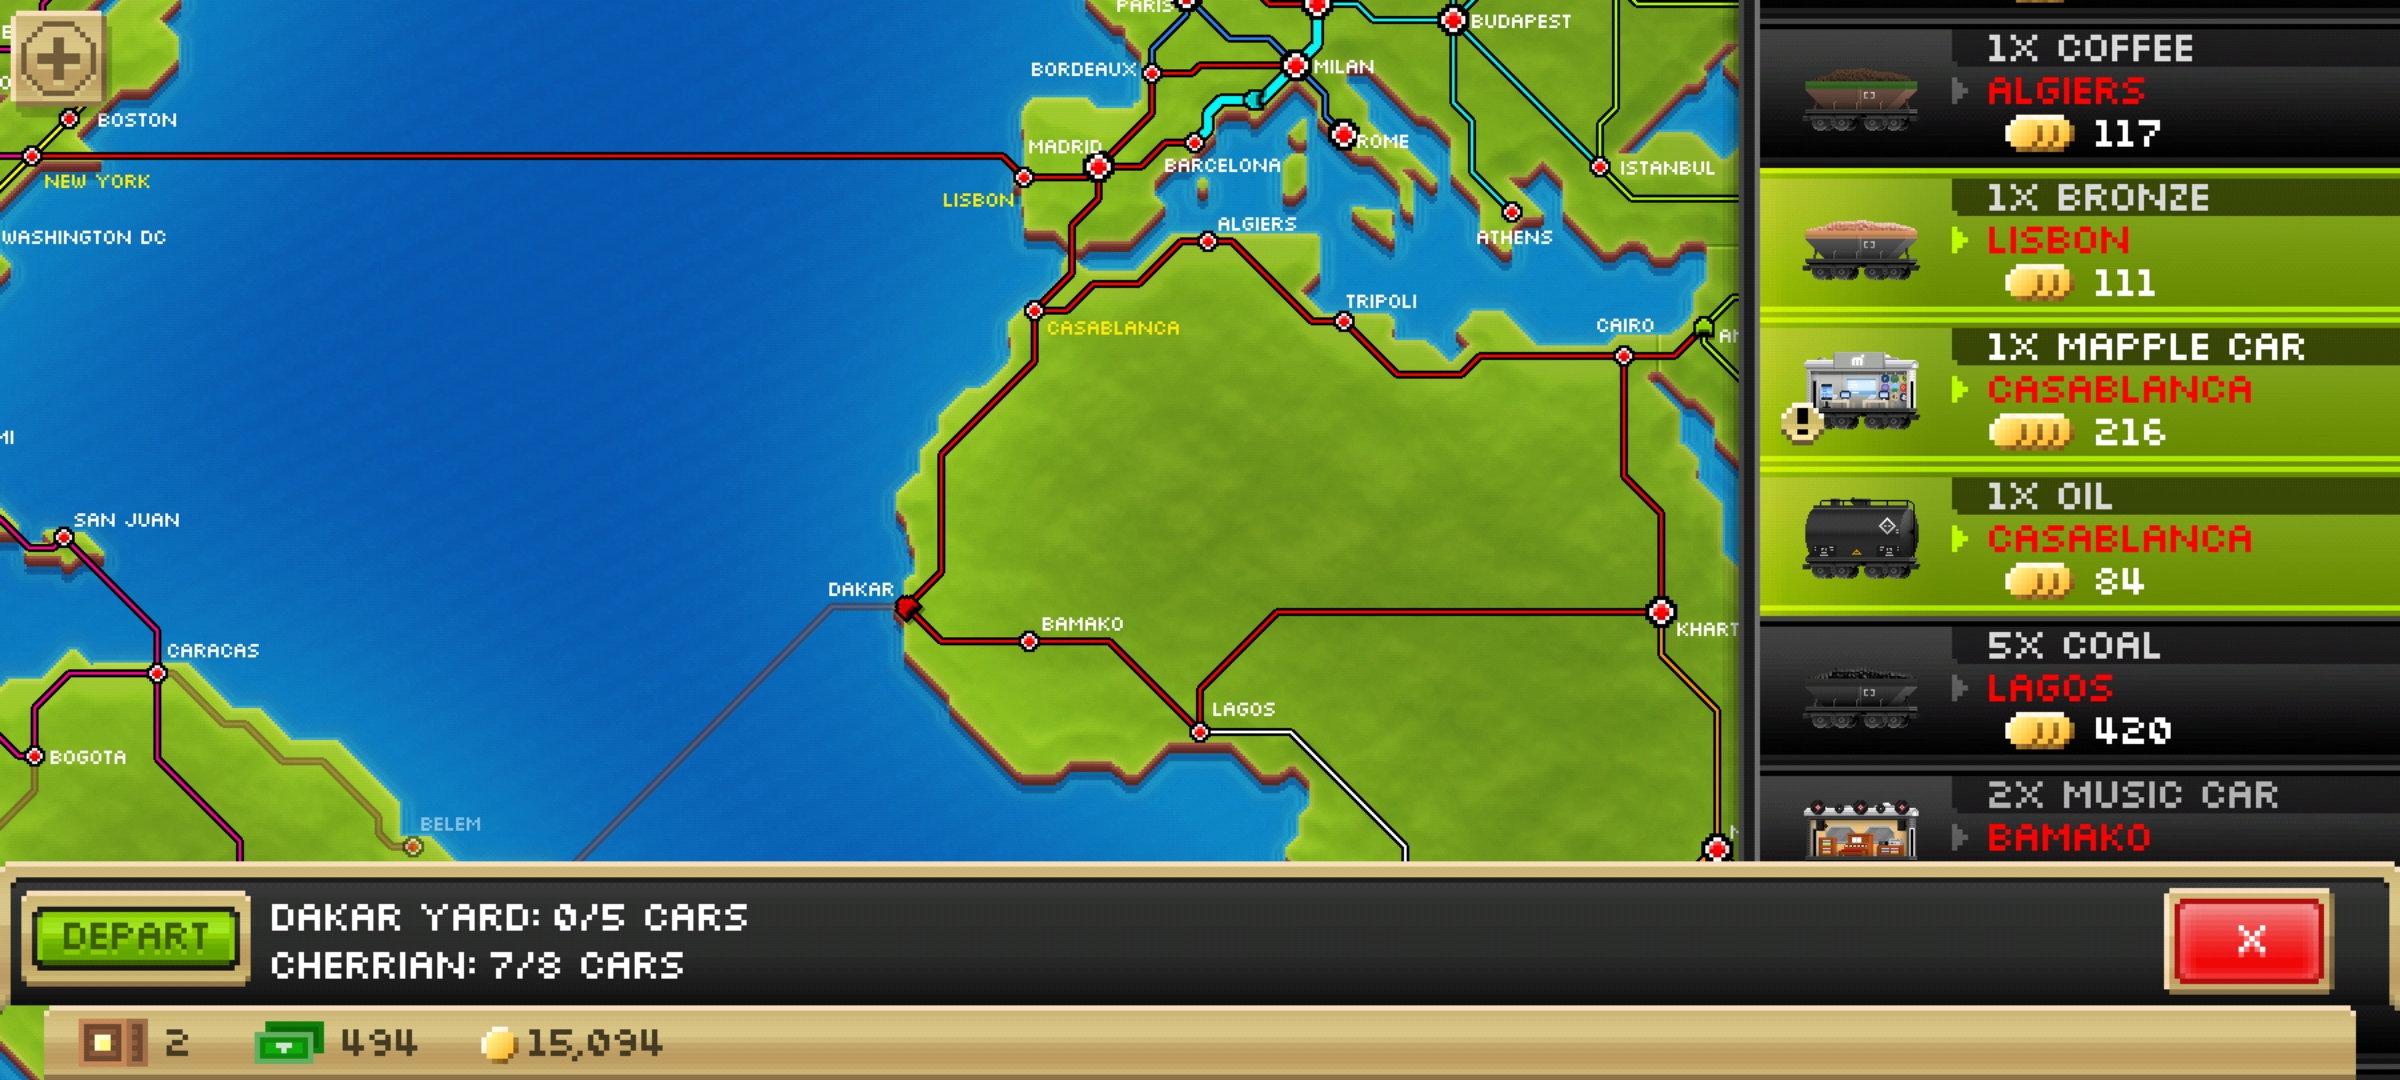 PARIS
BUDAPEST
BORDEAUX
MILAN
BOSTON
MADRID
ROME
BARCELONA
ISTANBUL
NEW YORK
LISBON
ALGIERS
ATHENS
WASHINGTON DC
TRIPOLI
CASABLANCA
CAIRO
SAN JUAN
DAKAR
BAMAKO
KHART
CARACAS
LAGOS
BOGOTA
BELEM
1X COFFEE
ALGIERS
117
1X BRONZE
LISBON
111
1X MAPPLE CAR
CASABLANCA
216
1X OIL
CASABLANCA
84
5X COAL
LAGOS
420
2X MUSIC CAR
BAMAKO
DEPART
DAKAR YARD: 0/5 CARS
CHERRIAN: 7/8 CARS
X
2
494
15,094